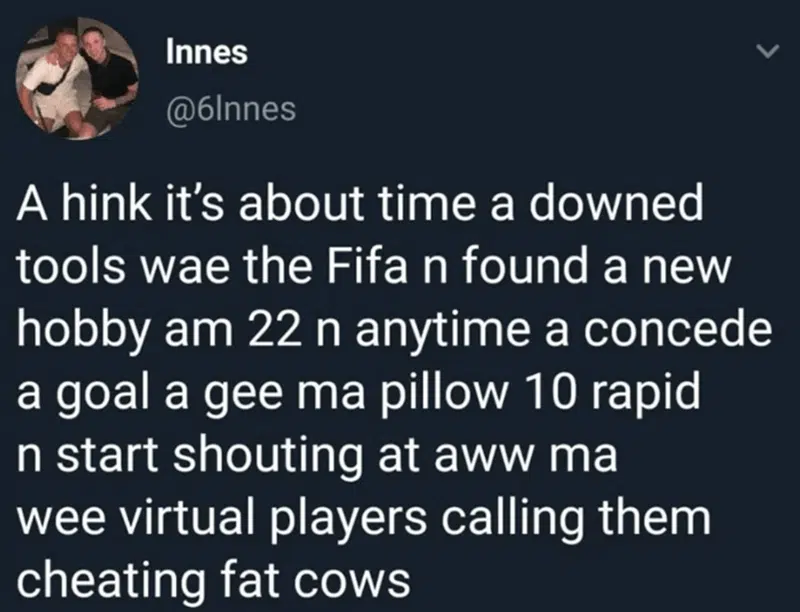 Innes
@6Innes
A hink it's about time a downed
tools wae the Fifa n found a new
hobby am 22 n anytime a concede
a goal a gee ma pillow 10 rapid
n start shouting at aww ma
wee virtual players calling them
cheating fat cows